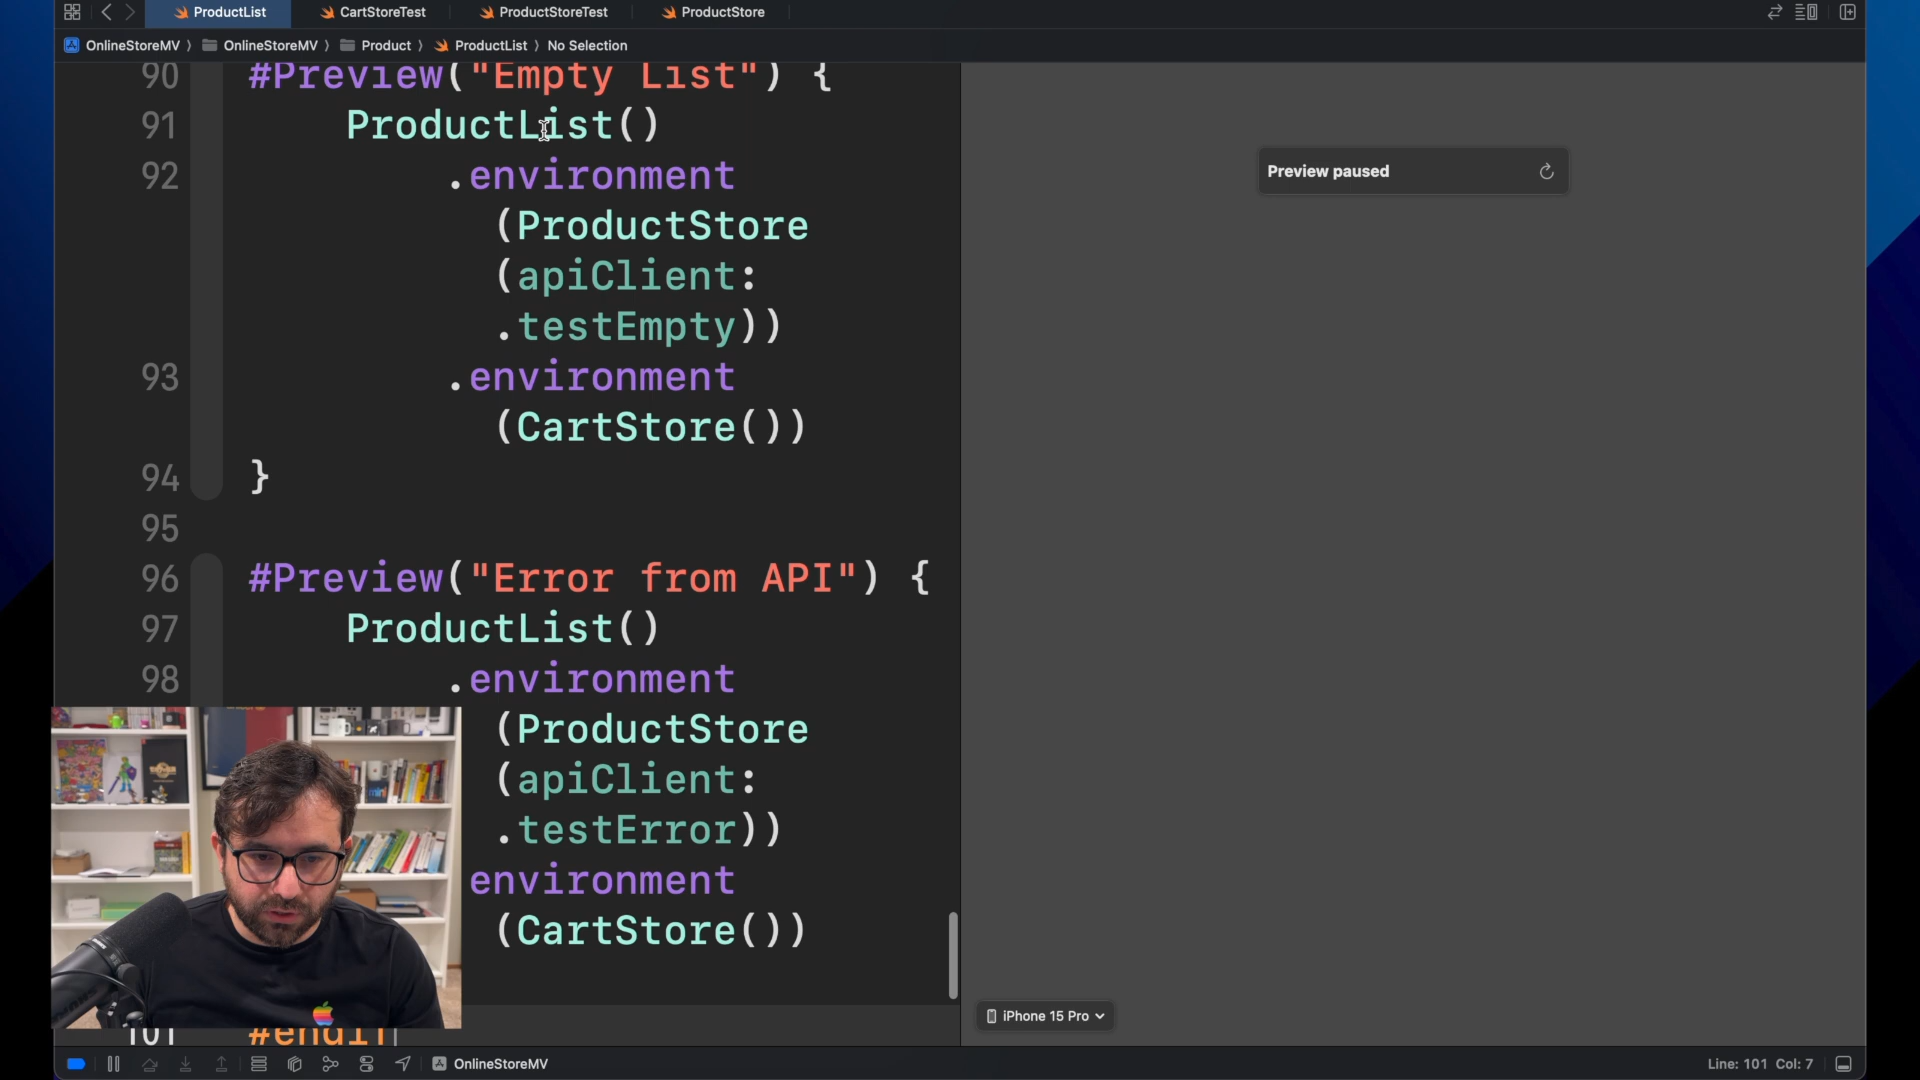 ProductList
CartStoreTest
ProductStoreTest
ProductStore
OnlineStoreMV 〉 OnlineStoreMV 〉 Product 〉 ProductList 〉 No Selection
90 #Preview("Empty List") {
91 ProductList()
92 .environment
(ProductStore
(apiClient:
.testEmpty))
93 .environment
(CartStore())
94 }
95
96 #Preview("Error from API") {
97 ProductList()
98 .environment
(ProductStore
(apiClient:
.testError))
environment
(CartStore())
101 #endif
Preview paused
iPhone 15 Pro
OnlineStoreMV
Line: 101 Col: 7